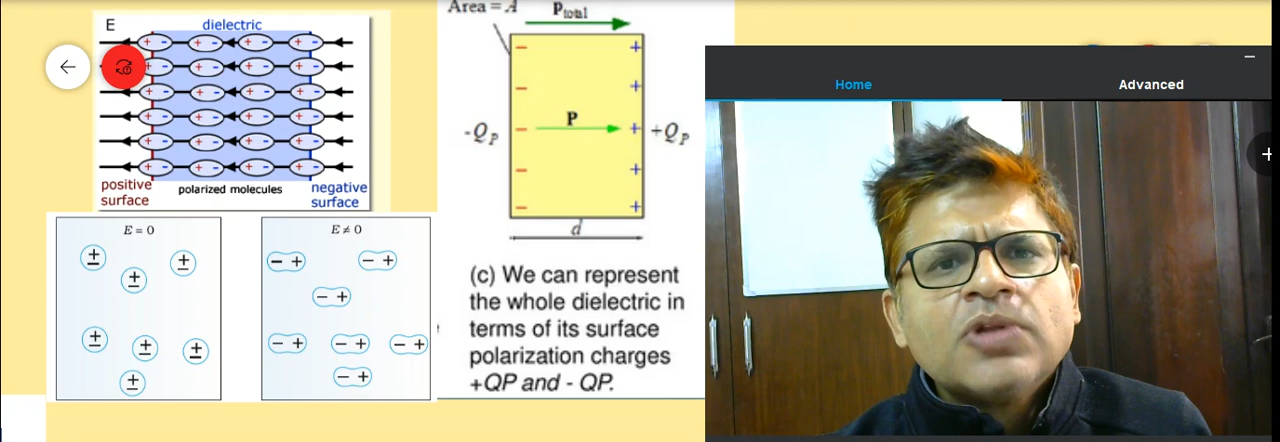 E
dielectric
positive
surface
polarized molecules
negative
surface
E = 0
E ≠ 0
Area = A
Ptotal
P
-QP
+QP
d
(c) We can represent
the whole dielectric in
terms of its surface
polarization charges
+QP and - QP.
Home
Advanced